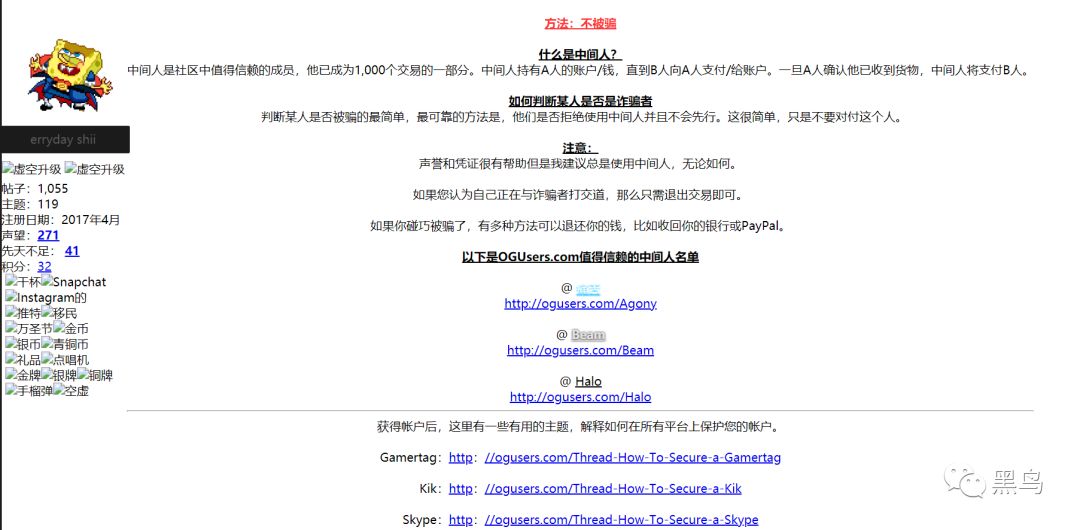 方法：不被骗
什么是中间人？
中间人是社区中值得信赖的成员，他已成为1,000个交易的一部分。中间人持有A人的账户/钱，直到B人向A人支付/给账户。一旦A人确认他已收到货物，中间人将支付B人。
如何判断某人是否是诈骗者
判断某人是否被骗的最简单，最可靠的方法是，他们是否拒绝使用中间人并且不会先行。这很简单，只是不要对付这个人。
erryday shii
注意：
虚空升级 虚空升级
声誉和凭证很有帮助但是我建议总是使用中间人，无论如何。
帖子：1,055
主题：119
注册日期：2017年4月
声望：271
先天不足：41
积分：32
如果您认为自己正在与诈骗者打交道，那么只需退出交易即可。
如果你碰巧被骗了，有多种方法可以退还你的钱，比如收回你的银行或PayPal。
以下是OGUsers.com值得信赖的中间人名单
干杯 Snapchat
Instagram的
推特 移民
万圣节 金币
银币 青铜币
礼品 点唱机
金牌 银牌 铜牌
手榴弹 空虚
@
http://ogusers.com/Agony
@ Beam
http://ogusers.com/Beam
@ Halo
http://ogusers.com/Halo
获得帐户后，这里有一些有用的主题，解释如何在所有平台上保护您的帐户。
Gamertag：http：//ogusers.com/Thread-How-To-Secure-a-Gamertag
Kik：http：//ogusers.com/Thread-How-To-Secure-a-Kik
Skype：http：//ogusers.com/Thread-How-To-Secure-a-Skype
黑鸟